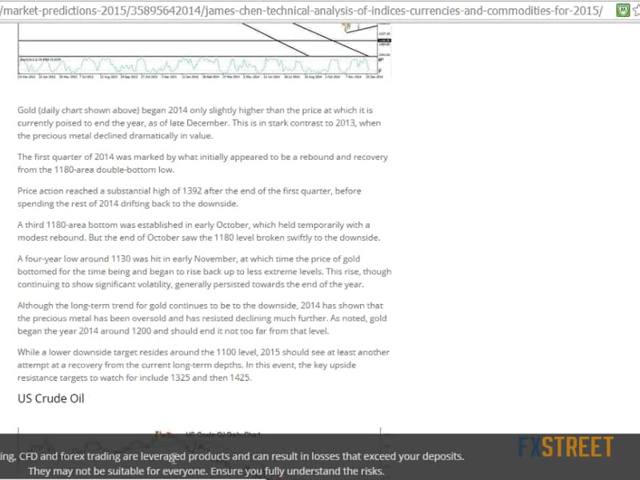 /market-predictions-2015/35895642014/james-chen-technical-analysis-of-indices-currencies-and-commodities-for-2015/
Gold (daily chart shown above) began 2014 only slightly higher than the price at which it is
currently poised to end the year, as of late December. This is in stark contrast to 2013, when
the precious metal declined dramatically in value.
The first quarter of 2014 was marked by what initially appeared to be a rebound and recovery
from the 1180-area double-bottom low.
Price action reached a substantial high of 1392 after the end of the first quarter, before
spending the rest of 2014 drifting back to the downside.
A third 1180-area bottom was established in early October, which held temporarily with a
modest rebound. But the end of October saw the 1180 level broken swiftly to the downside.
A four-year low around 1130 was hit in early November, at which time the price of gold
bottomed for the time being and began to rise back up to less extreme levels. This rise, though
continuing to show significant volatility, generally persisted towards the end of the year.
Although the long-term trend for gold continues to be to the downside, 2014 has shown that
the precious metal has been oversold and has resisted declining much further. As noted, gold
began the year 2014 around 1200 and should end it not too far from that level.
While a lower downside target resides around the 1100 level, 2015 should see at least another
attempt at a recovery from the current long-term depths. In this event, the key upside
resistance targets to watch for include 1325 and then 1425.
US Crude Oil
US Crude Oil Daily Chart
ing, CFD and forex trading are leveraged products and can result in losses that exceed your deposits.
They may not be suitable for everyone. Ensure you fully understand the risks.
FXSTREET